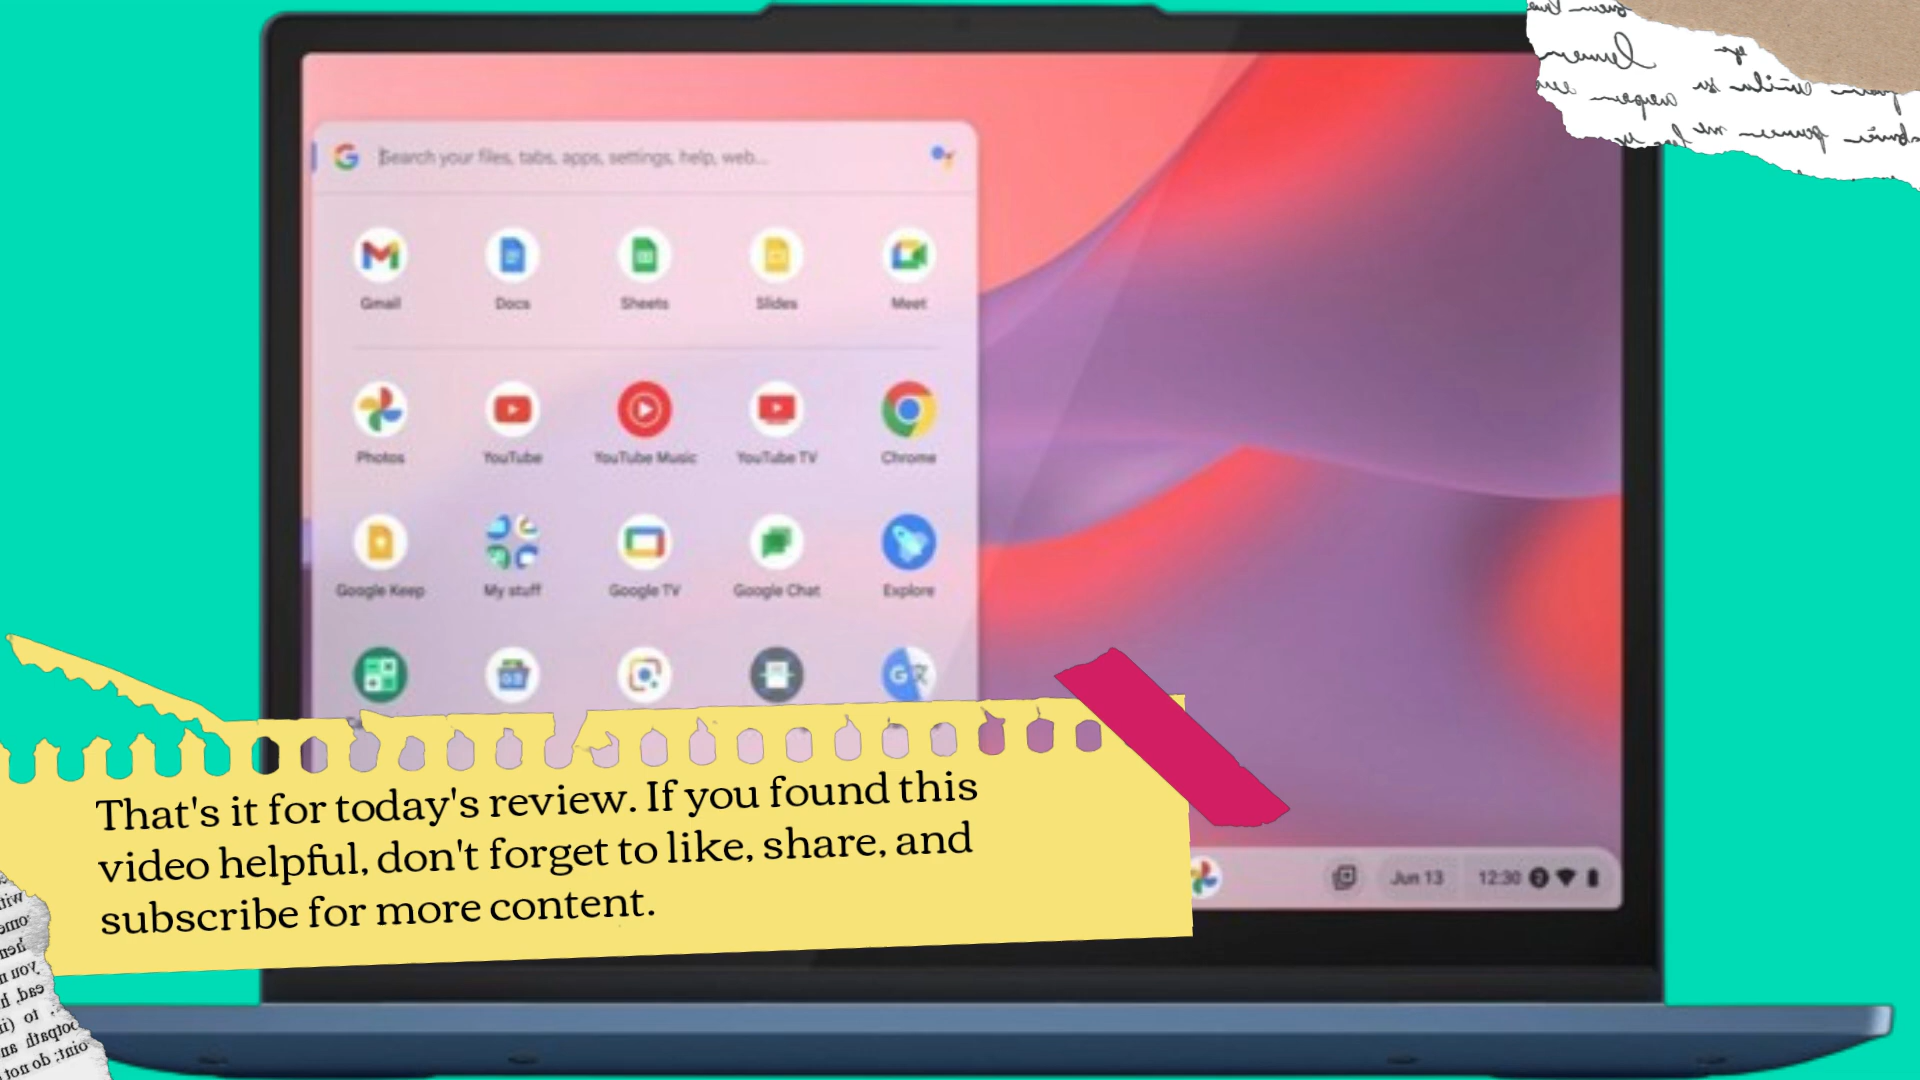 Search your files, tabs, apps, settings, help, web...
Gmail Docs Sheets Slides Meet
Photos YouTube YouTube Music YouTube TV Chrome
Google Keep My stuff Google TV Google Chat Explore
That's it for today's review. If you found this
video helpful, don't forget to like, share, and
subscribe for more content.
Jun 13 12:30